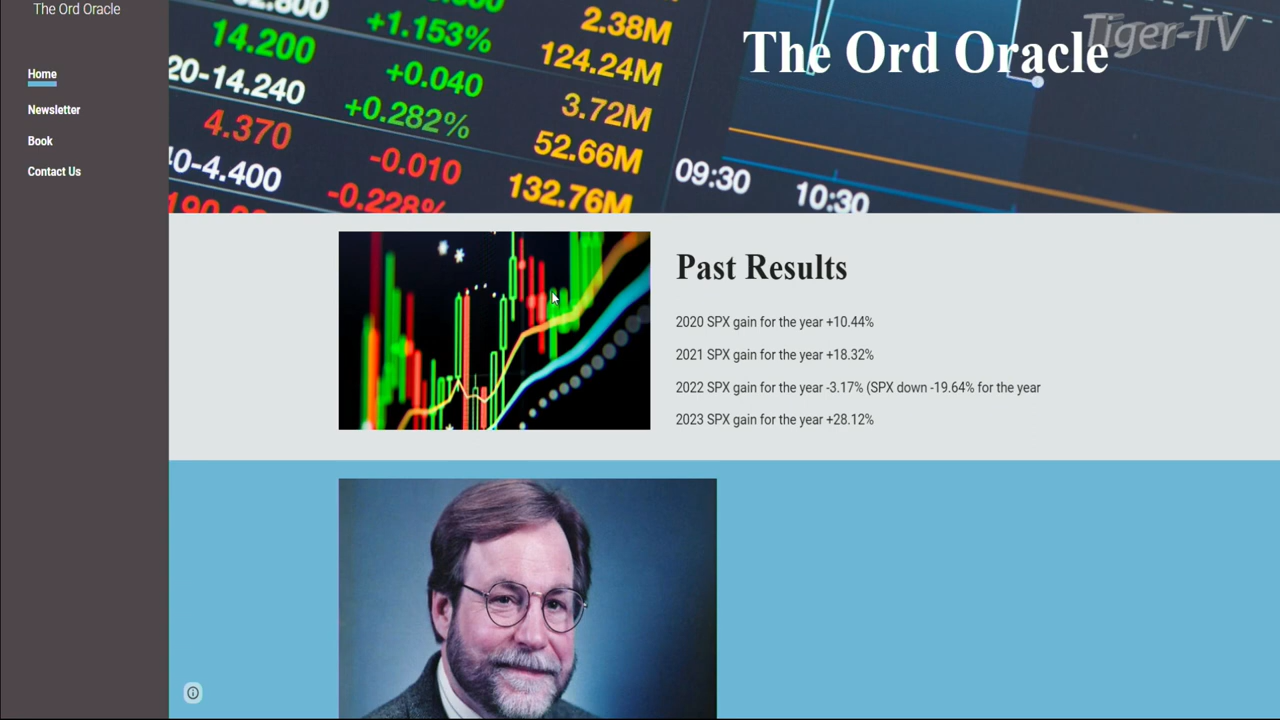 The Ord Oracle
Home
Newsletter
Book
Contact Us
+1.153%
2.38M
14.200
+0.040
124.24M
20-14.240
+0.282%
3.72M
4.370
-0.010
52.66M
0-4.400
-0.228%
132.76M
09:30
10:30
The Ord Oracle
Tiger-TV
Past Results
2020 SPX gain for the year +10.44%
2021 SPX gain for the year +18.32%
2022 SPX gain for the year -3.17% (SPX down -19.64% for the year
2023 SPX gain for the year +28.12%